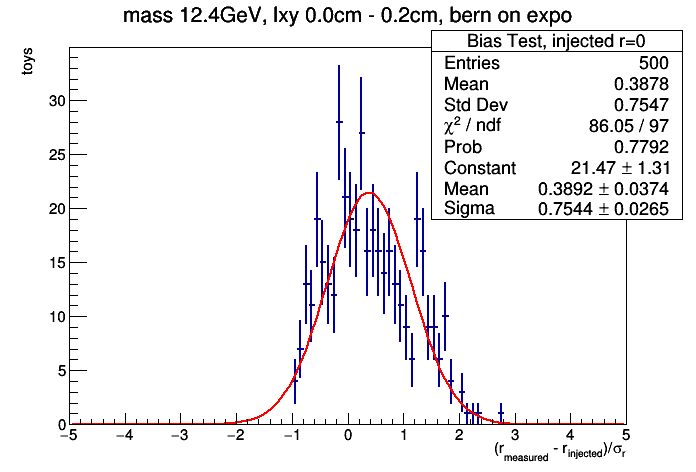 mass 12.4GeV, lxy 0.0cm - 0.2cm, bern on expo
Bias Test, injected r=0
Entries 500
Mean 0.3878
Std Dev 0.7547
χ² / ndf 86.05 / 97
Prob 0.7792
Constant 21.47 ± 1.31
Mean 0.3892 ± 0.0374
Sigma 0.7544 ± 0.0265
toys
30
25
20
15
10
5
0
−5 −4 −3 −2 −1 0 1 2 3 4 5
(r_measured - r_injected)/σ_r